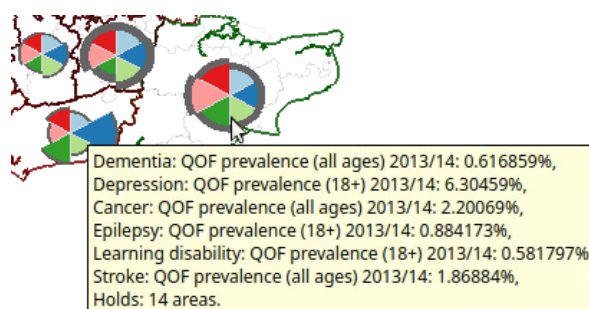 Dementia: QOF prevalence (all ages) 2013/14: 0.616859%,
Depression: QOF prevalence (18+) 2013/14: 6.30459%,
Cancer: QOF prevalence (all ages) 2013/14: 2.20069%,
Epilepsy: QOF prevalence (18+) 2013/14: 0.884173%,
Learning disability: QOF prevalence (18+) 2013/14: 0.581797%
Stroke: QOF prevalence (all ages) 2013/14: 1.86884%,
Holds: 14 areas.